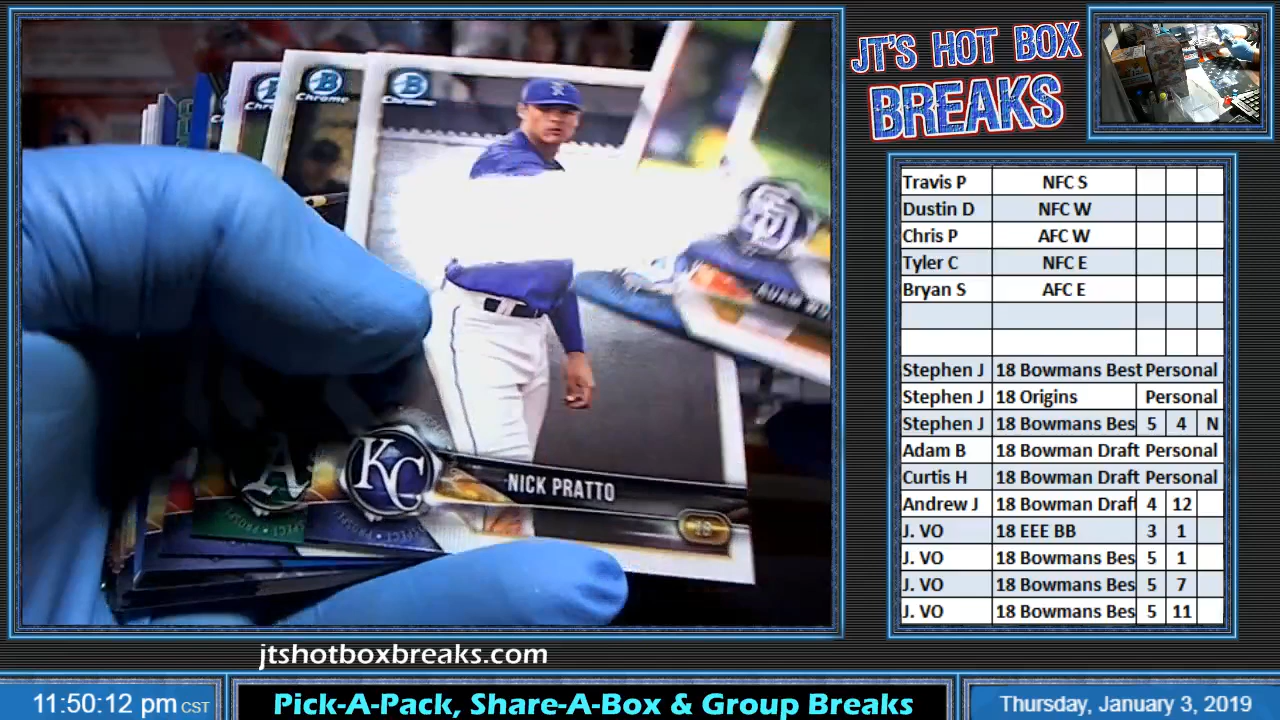 JT'S HOT BOX
BREAKS
B
Chrome
B
Chrome
SD
ADAM
A
KC
NICK PRATTO
1B
Travis P NFC S
Dustin D NFC W
Chris P AFC W
Tyler C NFC E
Bryan S AFC E
Stephen J 18 Bowmans Best Personal
Stephen J 18 Origins Personal
Stephen J 18 Bowmans Bes 5 4 N
Adam B 18 Bowman Draft Personal
Curtis H 18 Bowman Draft Personal
Andrew J 18 Bowman Draf 4 12
J. VO 18 EEE BB 3 1
J. VO 18 Bowmans Bes 5 1
J. VO 18 Bowmans Bes 5 7
J. VO 18 Bowmans Bes 5 11
jtshotboxbreaks.com
11:50:12 pm CST
Pick-A-Pack, Share-A-Box & Group Breaks
Thursday, January 3, 2019